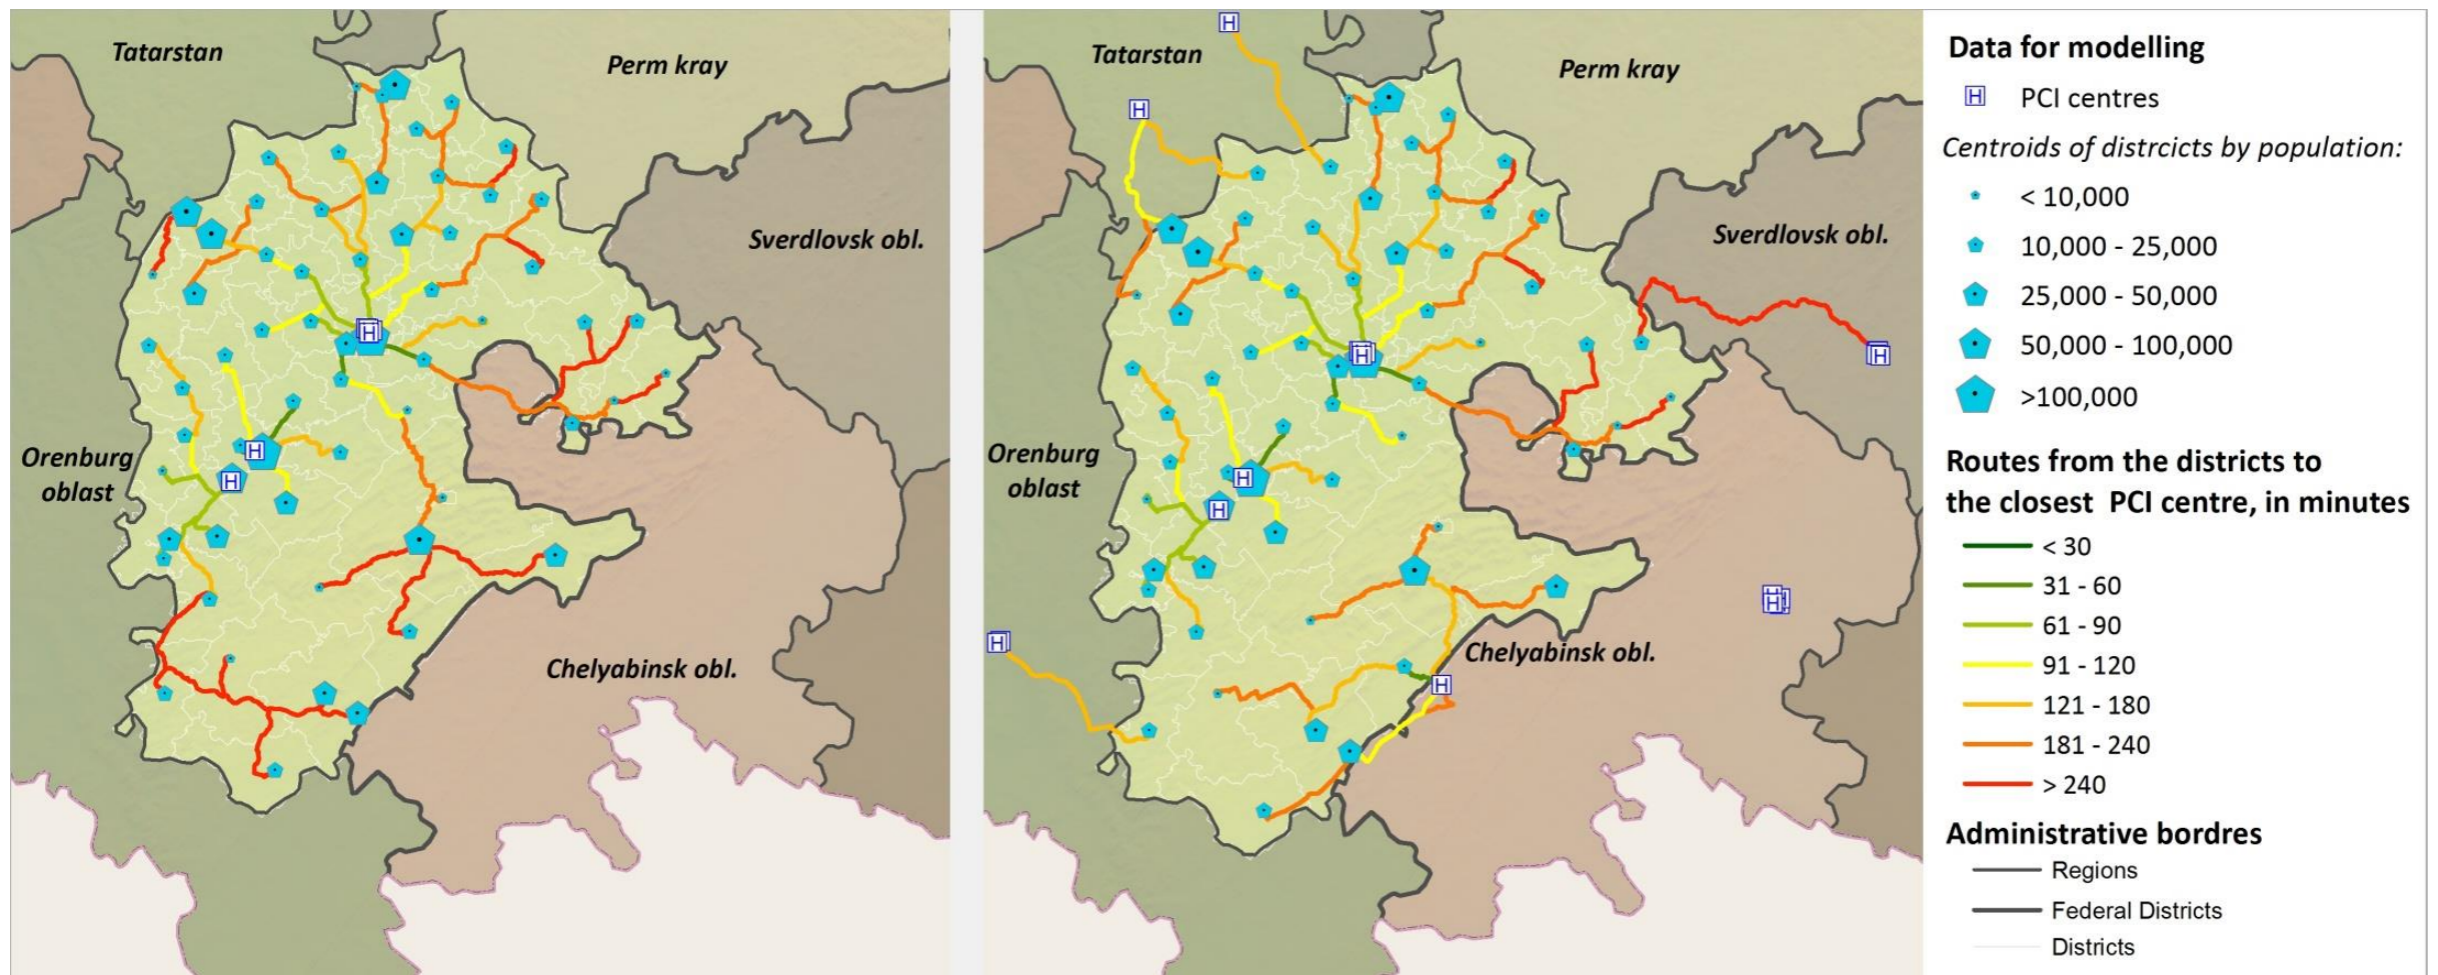 Tatarstan
Perm kray
Sverdlovsk obl.
Orenburg
oblast
Chelyabinsk obl.
H
H
H
Tatarstan
Perm kray
Sverdlovsk obl.
Orenburg
oblast
Chelyabinsk obl.
H
H
H
H
H
H
H
H
H
Data for modelling
H PCI centres
Centroids of distrcicts by population:
< 10,000
10,000 - 25,000
25,000 - 50,000
50,000 - 100,000
>100,000
Routes from the districts to
the closest PCI centre, in minutes
< 30
31 - 60
61 - 90
91 - 120
121 - 180
181 - 240
> 240
Administrative bordres
Regions
Federal Districts
Districts